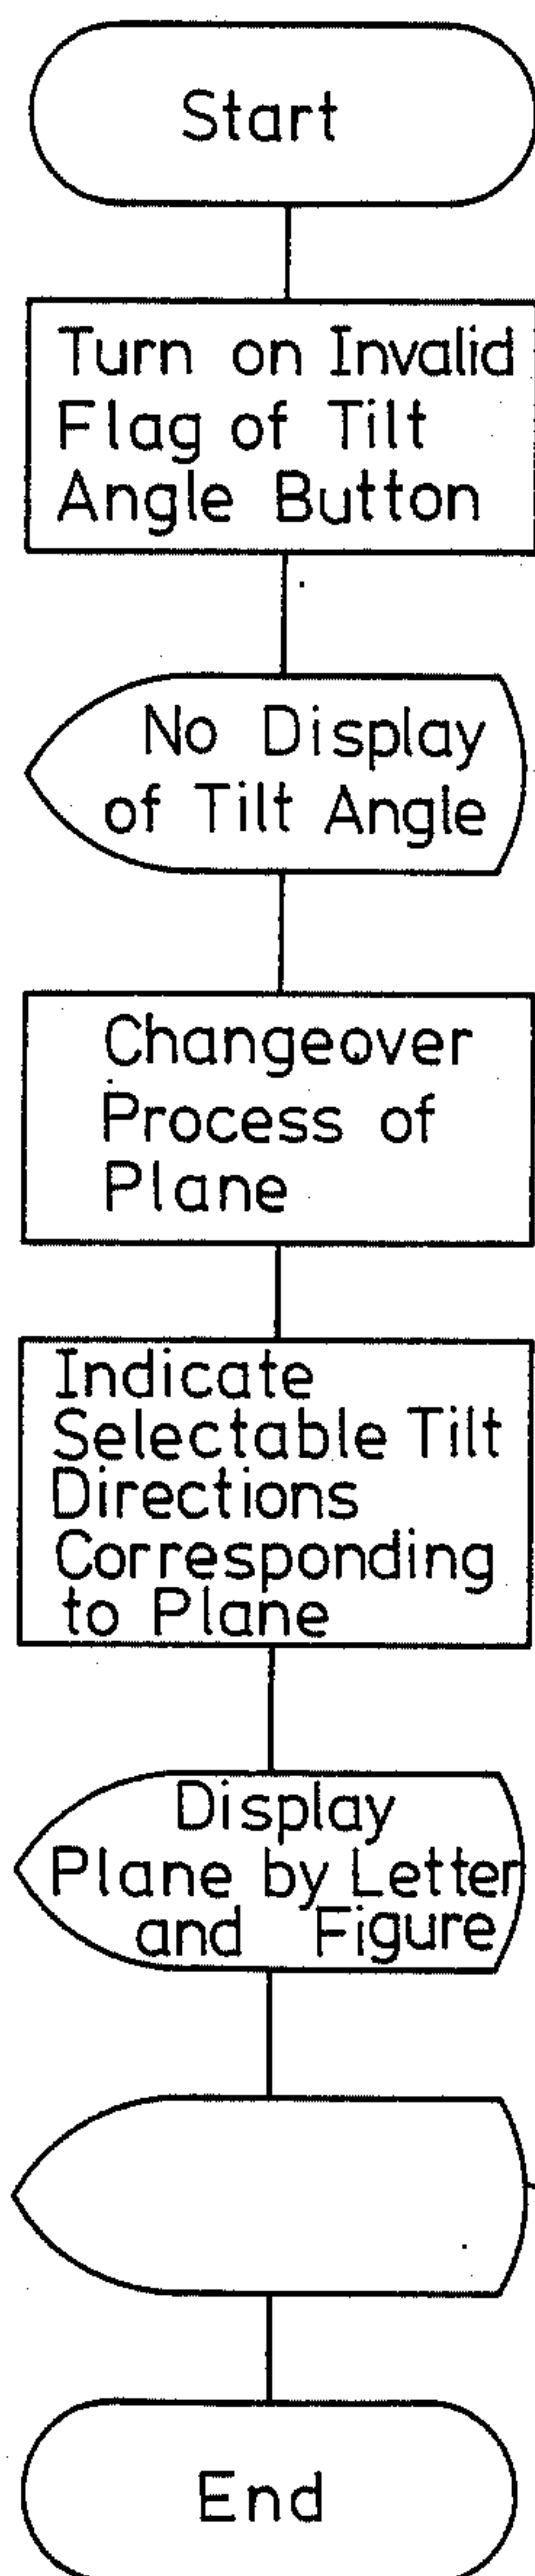 Start
Turn on Invalid
Flag of Tilt
Angle Button
No Display
of Tilt Angle
Changeover
Process of
Plane
Indicate
Selectable Tilt
Directions
Corresponding
to Plane
Display
Plane by Letter
and Figure
End